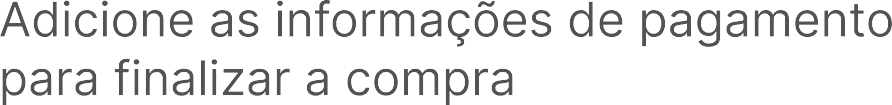 Adicione as informações de pagamento
para finalizar a compra